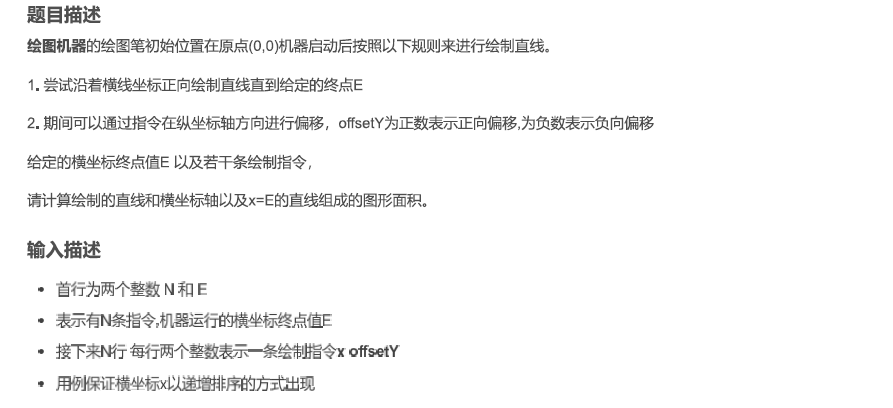 题目描述
绘图机器的绘图笔初始位置在原点(0,0)机器启动后按照以下规则来进行绘制直线。
1. 尝试沿着横线坐标正向绘制直线直到给定的终点E
2. 期间可以通过指令在纵坐标轴方向进行偏移，offsetY为正数表示正向偏移,为负数表示负向偏移
给定的横坐标终点值E 以及若干条绘制指令，
请计算绘制的直线和横坐标轴以及x=E的直线组成的图形面积。
输入描述
• 首行为两个整数 N 和 E
• 表示有N条指令,机器运行的横坐标终点值E
• 接下来N行 每行两个整数表示一条绘制指令x offsetY
• 用例保证横坐标x以递增排序的方式出现